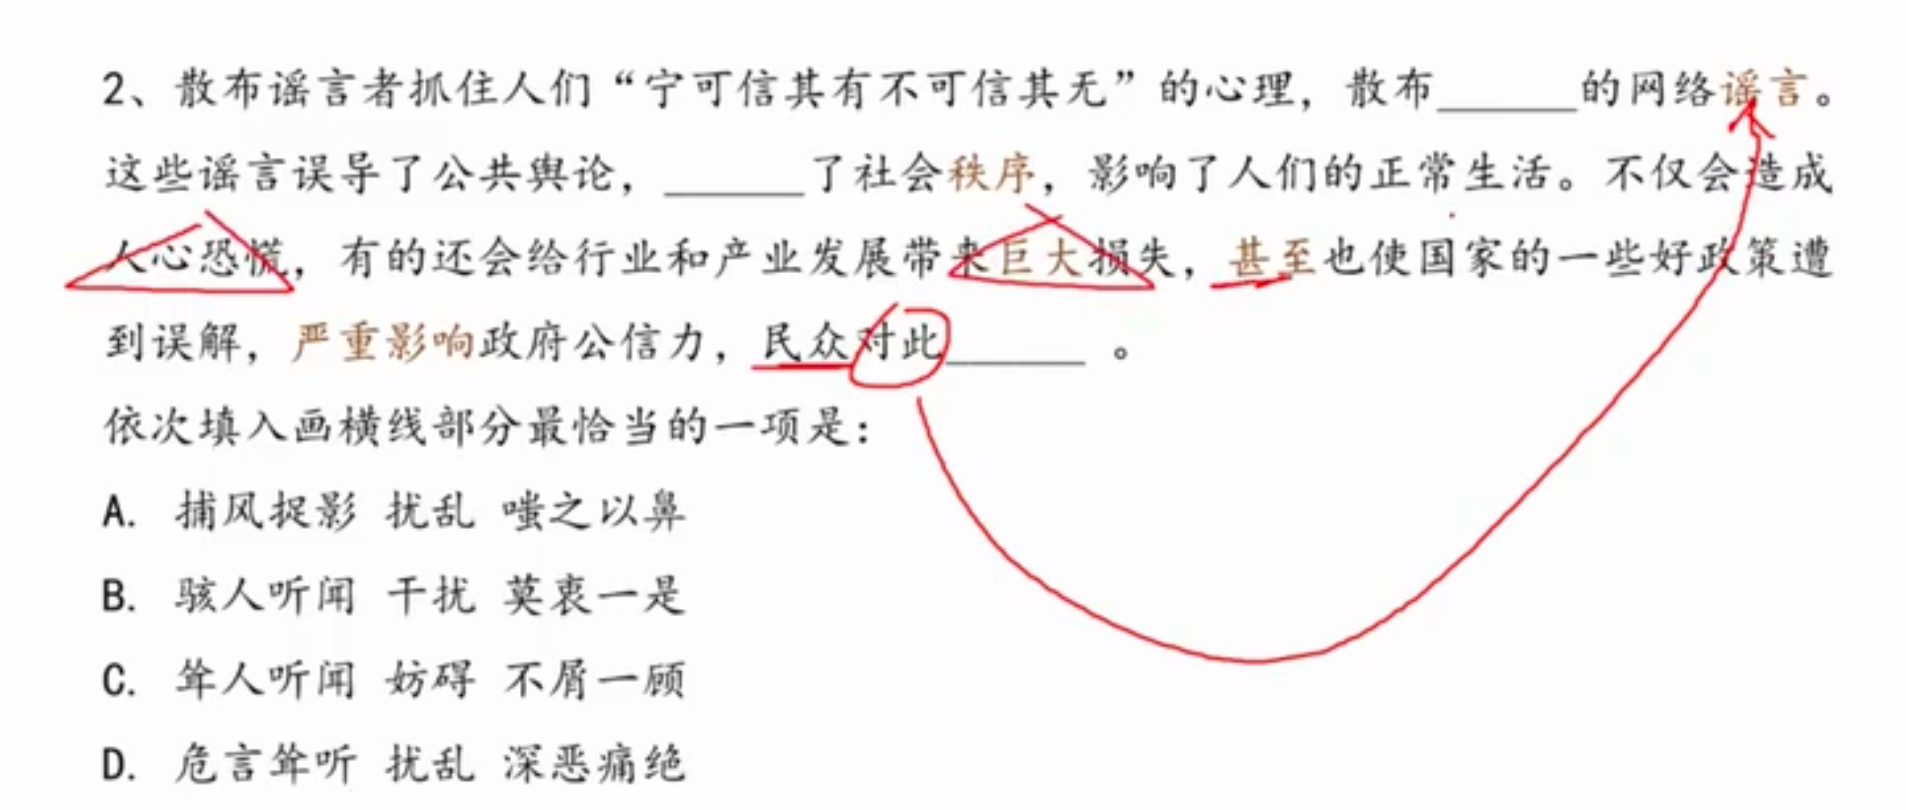 2、散布谣言者抓住人们“宁可信其有不可信其无”的心理，散布______的网络谣言。
这些谣言误导了公共舆论，______了社会秩序，影响了人们的正常生活。不仅会造成
人心恐慌，有的还会给行业和产业发展带来巨大损失，甚至也使国家的一些好政策遭
到误解，严重影响政府公信力，民众对此______ 。
依次填入画横线部分最恰当的一项是：
A. 捕风捉影 扰乱 嗤之以鼻
B. 骇人听闻 干扰 莫衷一是
C. 耸人听闻 妨碍 不屑一顾
D. 危言耸听 扰乱 深恶痛绝